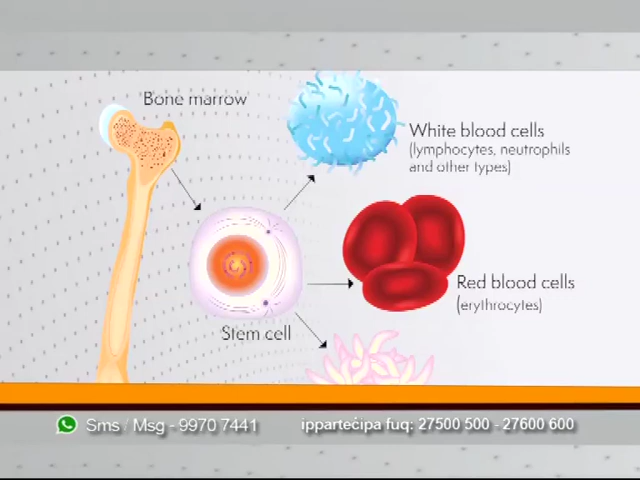 Bone marrow
White blood cells
(lymphocytes, neutrophils
and other types)
Red blood cells
(erythrocytes)
Stem cell
Sms / Msg - 9970 7441
ipparteċipa fuq: 27500 500 - 27600 600